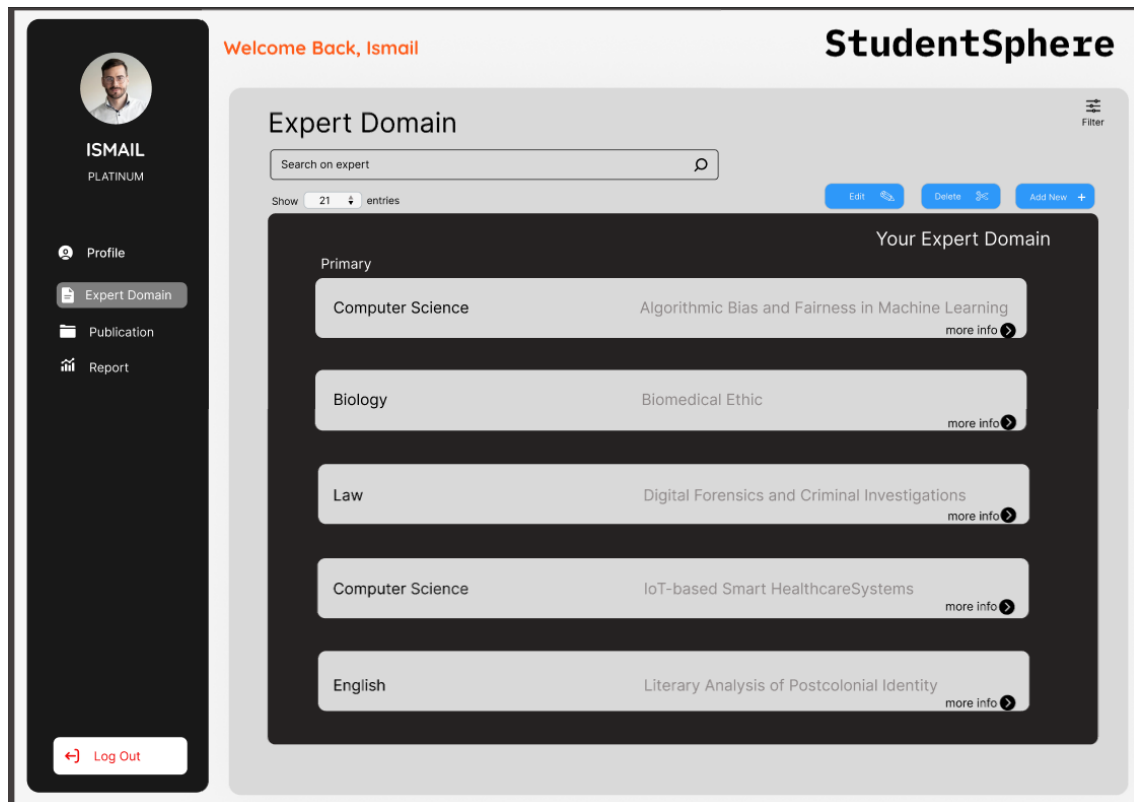 Welcome Back, Ismail
StudentSphere
ISMAIL
PLATINUM
Profile
Expert Domain
Publication
Report
Log Out
Expert Domain
Filter
Search on expert
Show 21 entries
Edit
Delete
Add New +
Your Expert Domain
Primary
Computer Science
Algorithmic Bias and Fairness in Machine Learning
more info
Biology
Biomedical Ethic
more info
Law
Digital Forensics and Criminal Investigations
more info
Computer Science
IoT-based Smart HealthcareSystems
more info
English
Literary Analysis of Postcolonial Identity
more info